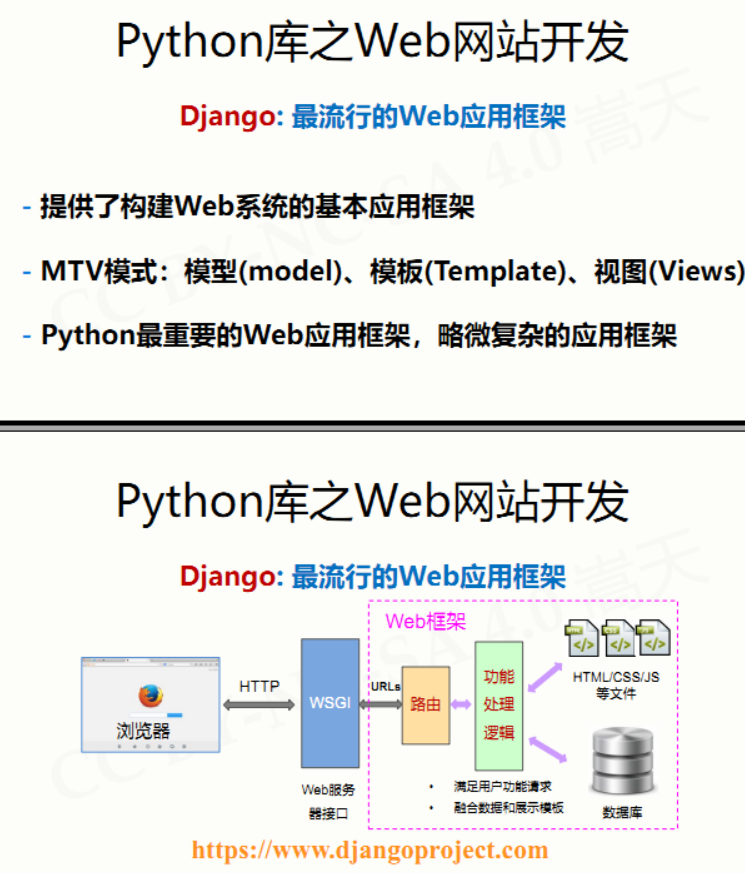 Python库之Web网站开发
Django: 最流行的Web应用框架
- 提供了构建Web系统的基本应用框架
- MTV模式：模型(model)、模板(Template)、视图(Views)
- Python最重要的Web应用框架，略微复杂的应用框架
CC BY-NC-SA 4.0 嵩天
Python库之Web网站开发
Django: 最流行的Web应用框架
Web框架
浏览器
HTTP
WSGI
URLs
路由
功能
处理
逻辑
HTML/CSS/JS
等文件
Web服务
器接口
• 满足用户功能请求
• 融合数据和展示模板
数据库
CC BY-NC-SA 4.0 嵩天
https://www.djangoproject.com